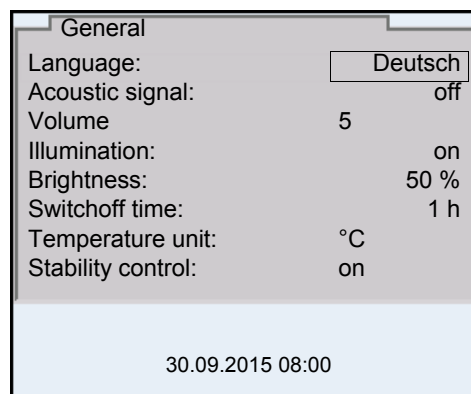 General
Language: Deutsch
Acoustic signal: off
Volume 5
Illumination: on
Brightness: 50 %
Switchoff time: 1 h
Temperature unit: °C
Stability control: on
30.09.2015 08:00